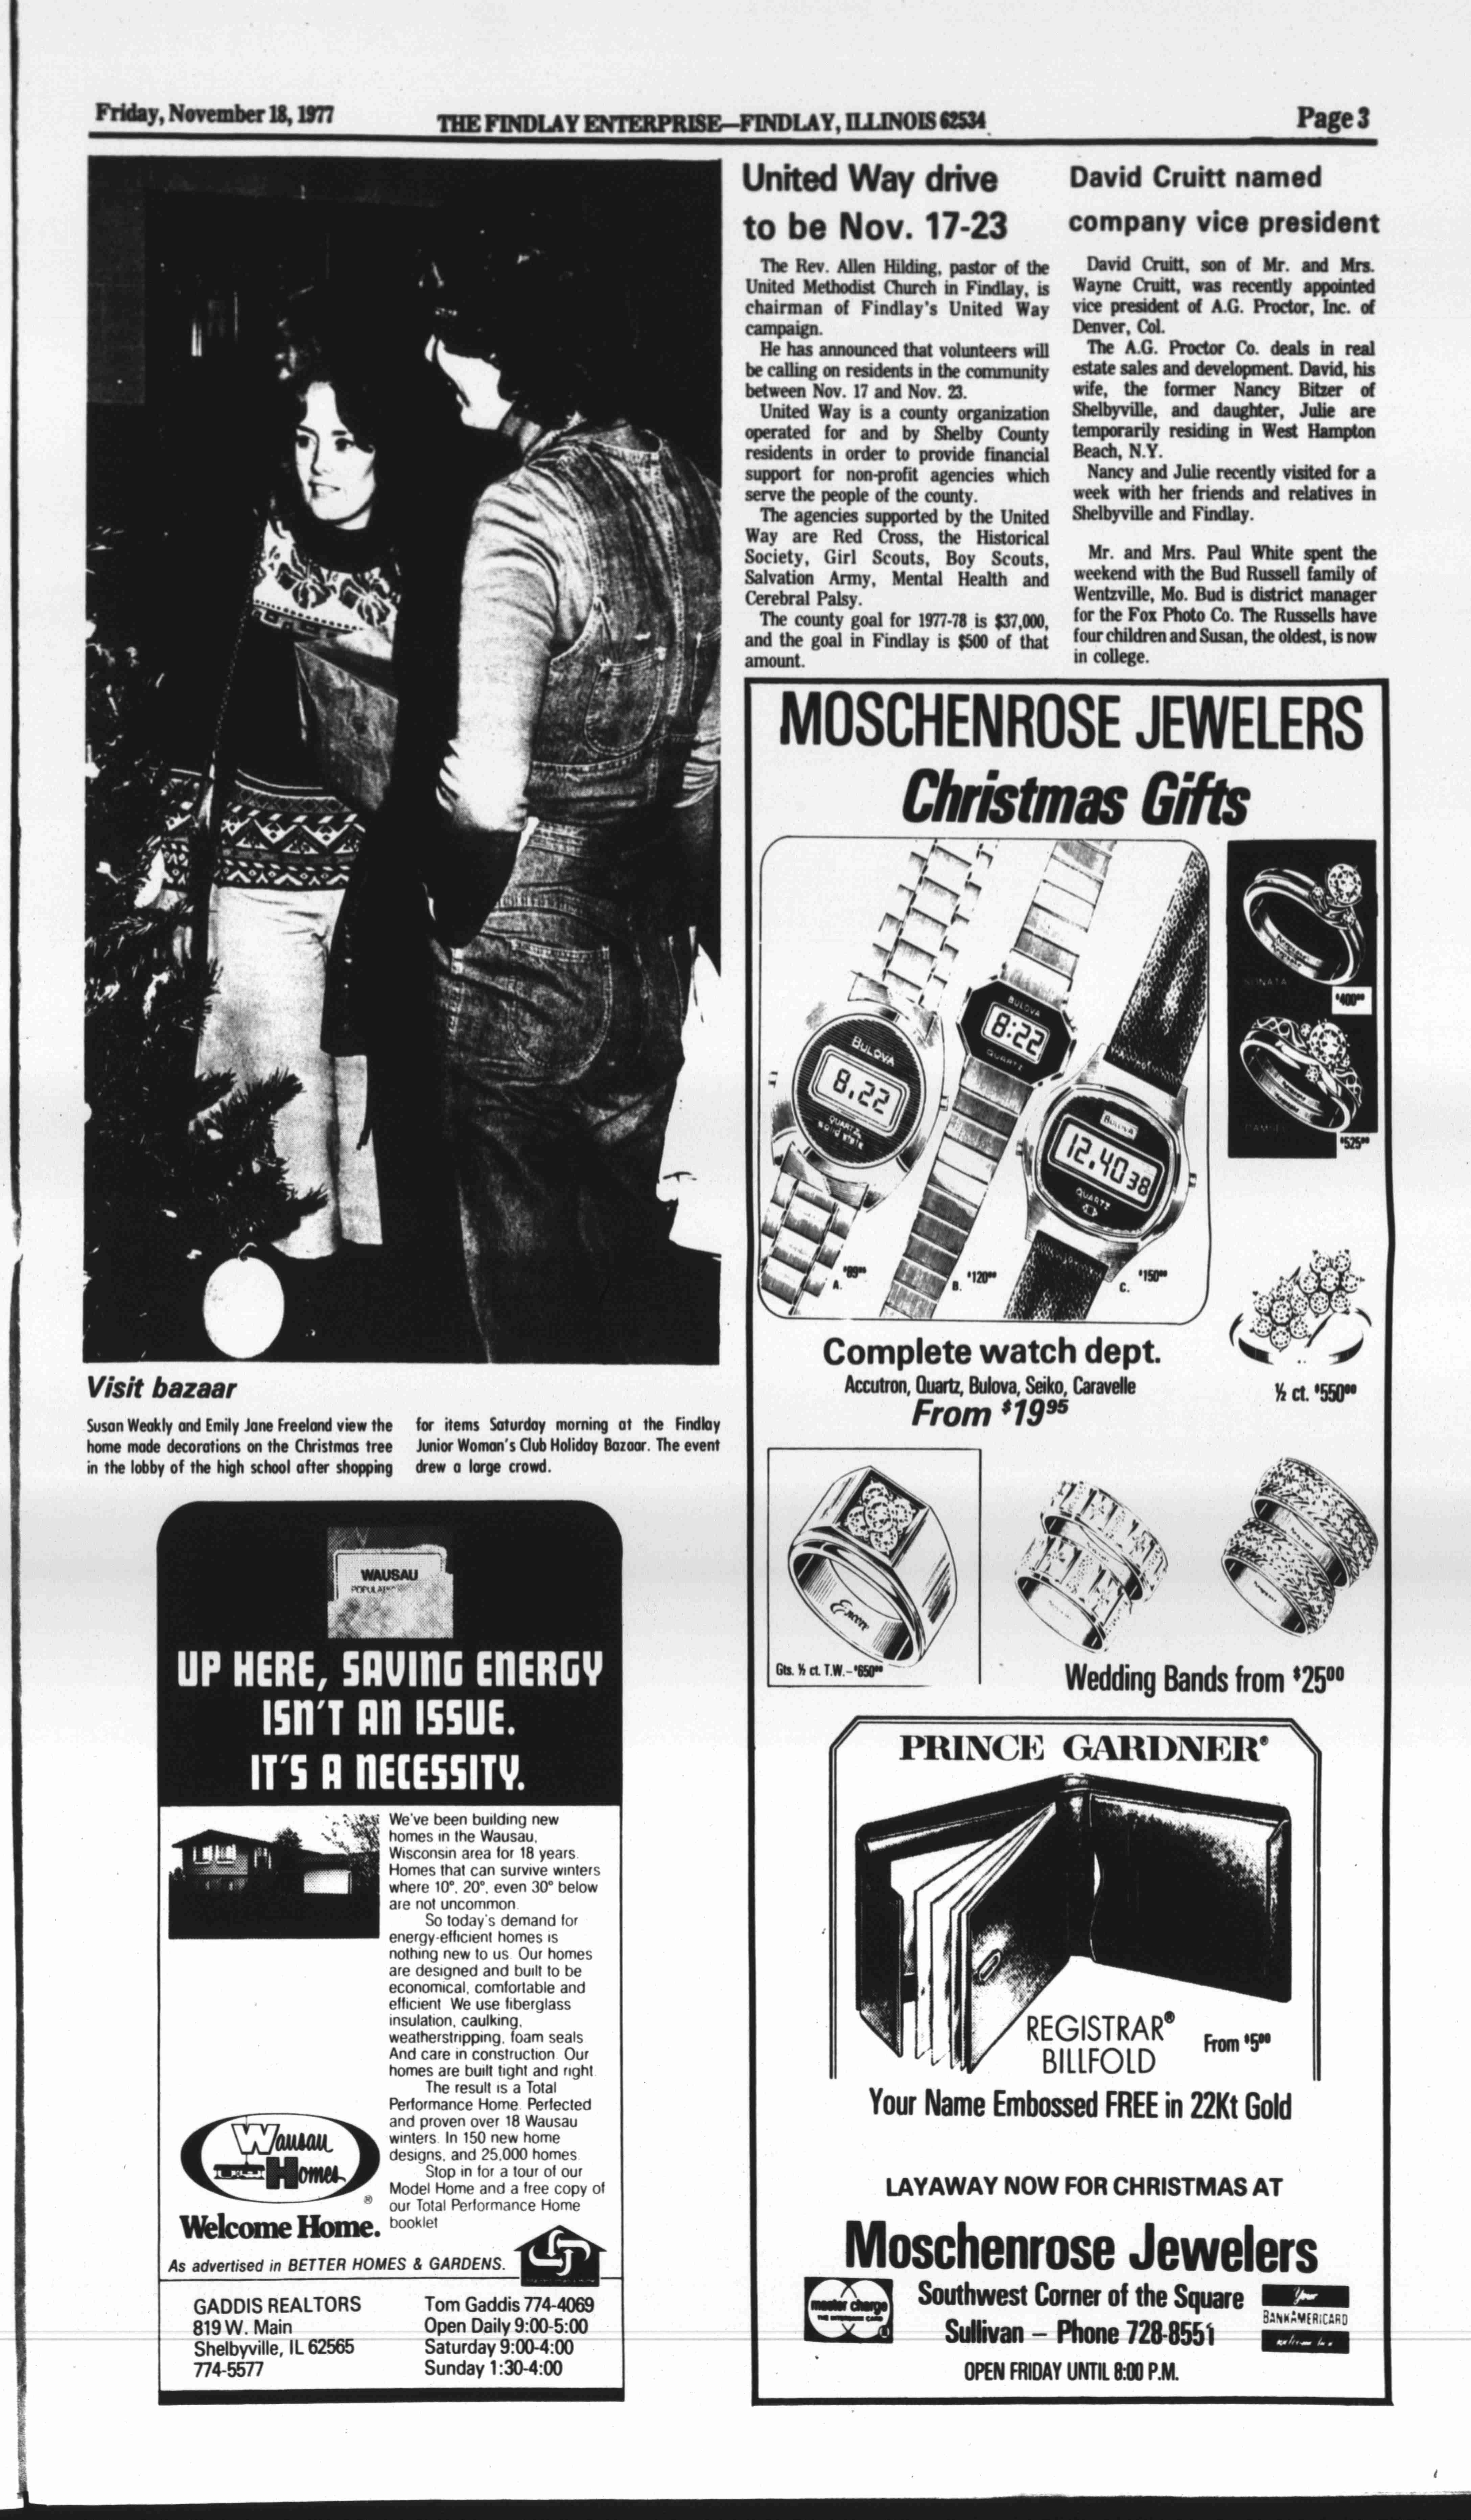 Friday, November 18, 1977
THE FINDLAY ENTERPRISE—FINDLAY, ILLINOIS 62534
Page 3
United Way drive
to be Nov. 17-23
The Rev. Allen Hilding, pastor of the
United Methodist Church in Findlay, is
chairman of Findlay's United Way
campaign.
He has announced that volunteers will
be calling on residents in the community
between Nov. 17 and Nov. 23.
United Way is a county organization
operated for and by Shelby County
residents in order to provide financial
support for non-profit agencies which
serve the people of the county.
The agencies supported by the United
Way are Red Cross, the Historical
Society, Girl Scouts, Boy Scouts,
Salvation Army, Mental Health and
Cerebral Palsy.
The county goal for 1977-78 is $37,000,
and the goal in Findlay is $500 of that
amount.
David Cruitt named
company vice president
David Cruitt, son of Mr. and Mrs.
Wayne Cruitt, was recently appointed
vice president of A.G. Proctor, Inc. of
Denver, Col.
The A.G. Proctor Co. deals in real
estate sales and development. David, his
wife, the former Nancy Bitzer of
Shelbyville, and daughter, Julie are
temporarily residing in West Hampton
Beach, N.Y.
Nancy and Julie recently visited for a
week with her friends and relatives in
Shelbyville and Findlay.
Mr. and Mrs. Paul White spent the
weekend with the Bud Russell family of
Wentzville, Mo. Bud is district manager
for the Fox Photo Co. The Russells have
four children and Susan, the oldest, is now
in college.
Visit bazaar
Susan Weakly and Emily Jane Freeland view the
home made decorations on the Christmas tree
in the lobby of the high school after shopping
for items Saturday morning at the Findlay
Junior Woman's Club Holiday Bazaar. The event
drew a large crowd.
WAUSAU
UP HERE, SAVING ENERGY
ISN'T AN ISSUE.
IT'S A NECESSITY.
We've been building new
homes in the Wausau,
Wisconsin area for 18 years.
Homes that can survive winters
where 10°, 20°, even 30° below
are not uncommon.
So today's demand for
energy-efficient homes is
nothing new to us. Our homes
are designed and built to be
economical, comfortable and
efficient. We use fiberglass
insulation, caulking,
weatherstripping, foam seals.
And care in construction. Our
homes are built tight and right.
The result is a Total
Performance Home. Perfected
and proven over 18 Wausau
winters. In 150 new home
designs, and 25,000 homes.
Stop in for a tour of our
Model Home and a free copy of
our Total Performance Home
booklet
Wausau
Homes
®
Welcome Home.
As advertised in BETTER HOMES & GARDENS.
GADDIS REALTORS
819 W. Main
Shelbyville, IL 62565
774-5577
Tom Gaddis 774-4069
Open Daily 9:00-5:00
Saturday 9:00-4:00
Sunday 1:30-4:00
MOSCHENROSE JEWELERS
Christmas Gifts
BULOVA
8.22
QUARTZ
solid state
BULOVA
8:22
QUARTZ
BULOVA
12.40 38
QUARTZ
A. $89⁰⁰
B. $120⁰⁰
C. $150⁰⁰
$400⁰⁰
$525⁰⁰
Complete watch dept.
Accutron, Quartz, Bulova, Seiko, Caravelle
From $19⁹⁵
½ ct. $550⁰⁰
Gts. ½ ct. T.W.–$650⁰⁰
Wedding Bands from $25⁰⁰
PRINCE GARDNER®
REGISTRAR®
BILLFOLD
From $5⁰⁰
Your Name Embossed FREE in 22Kt Gold
LAYAWAY NOW FOR CHRISTMAS AT
Moschenrose Jewelers
master charge
THE INTERBANK CARD
Southwest Corner of the Square
Sullivan – Phone 728-8551
OPEN FRIDAY UNTIL 8:00 P.M.
Your
BANKAMERICARD
welcome here